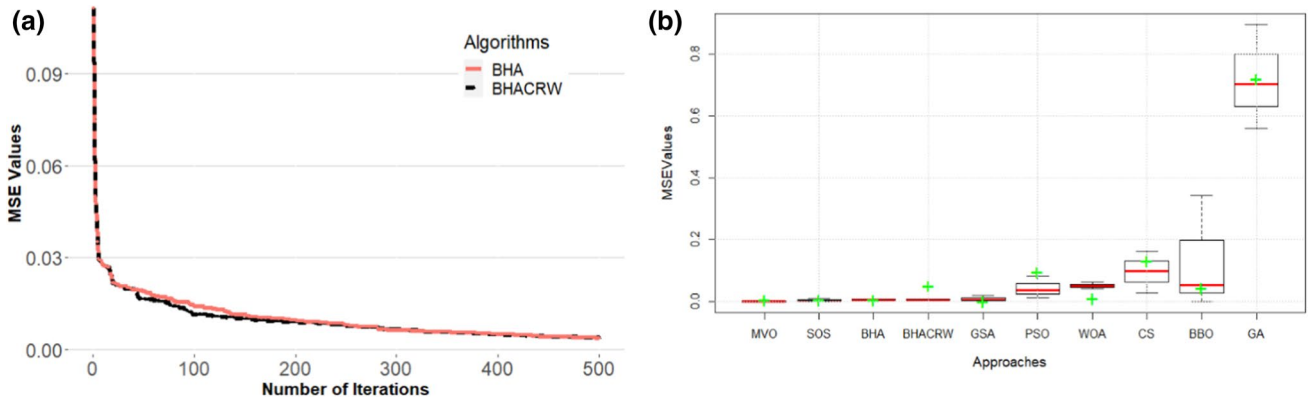 (a)
MSE Values
0.09
0.06
0.03
0.00
0
100
200
300
400
500
Number of Iterations
Algorithms
BHA
BHACRW
(b)
MSEValues
0.8
0.6
0.4
0.2
0.0
MVO
SOS
BHA
BHACRW
GSA
PSO
WOA
CS
BBO
GA
Approaches